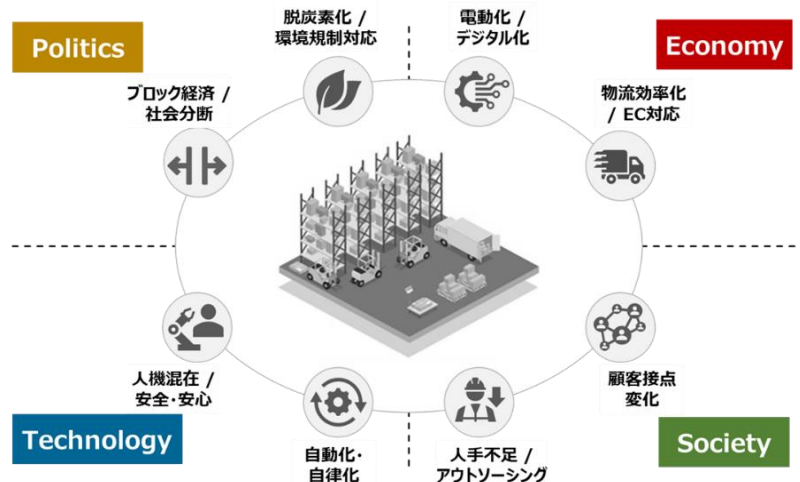 Politics
脱炭素化 /
環境規制対応
ブロック経済 /
社会分断
電動化 /
デジタル化
Economy
物流効率化
/ EC対応
人機混在 /
安全・安心
Technology
自動化・
自律化
人手不足 /
アウトソーシング
顧客接点
変化
Society